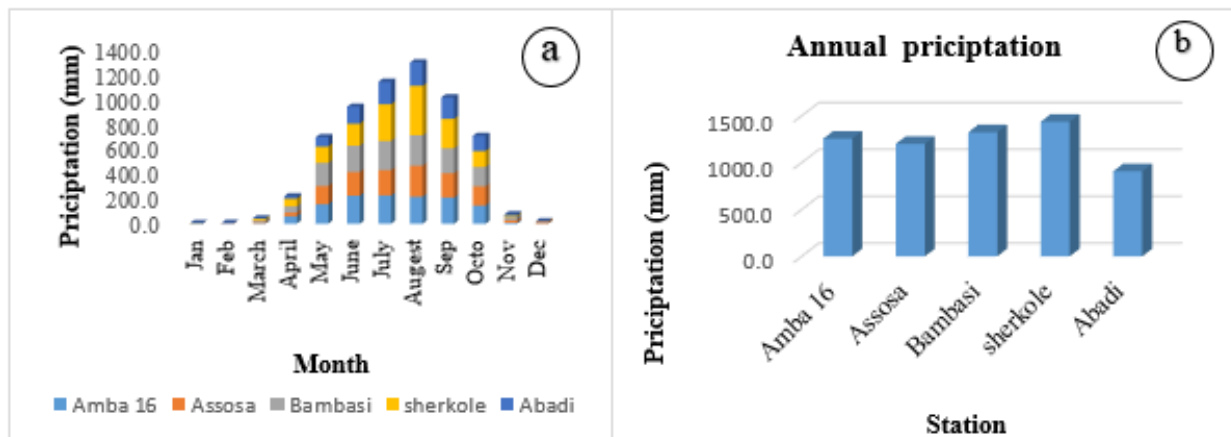 a
Priciptation (mm)
1400.0
1200.0
1000.0
800.0
600.0
400.0
200.0
0.0
Jan
Feb
March
April
May
June
July
Augest
Sep
Octo
Nov
Dec
Month
Amba 16 Assosa Bambasi sherkole Abadi
b
Annual priciptation
Priciptation (mm)
1500.0
1000.0
500.0
0.0
Amba 16
Assosa
Bambasi
sherkole
Abadi
Station